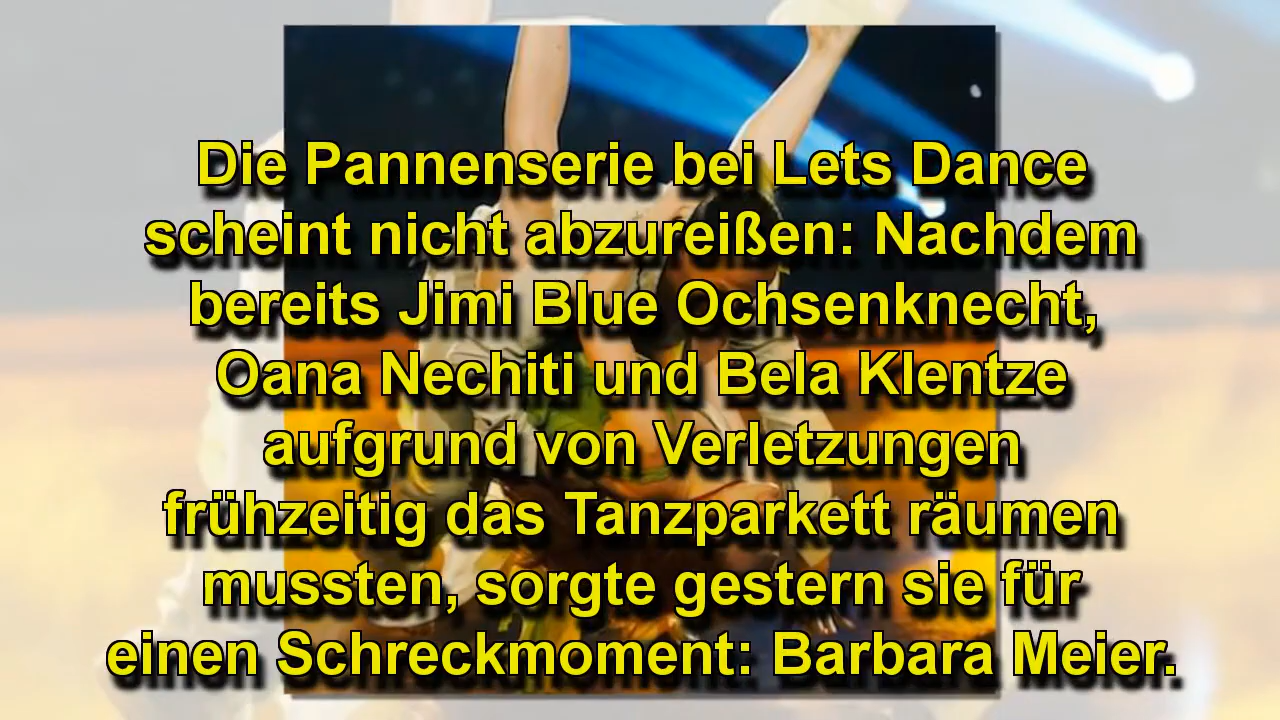 Die Pannenserie bei Lets Dance
scheint nicht abzureißen: Nachdem
bereits Jimi Blue Ochsenknecht,
Oana Nechiti und Bela Klentze
aufgrund von Verletzungen
frühzeitig das Tanzparkett räumen
mussten, sorgte gestern sie für
einen Schreckmoment: Barbara Meier.